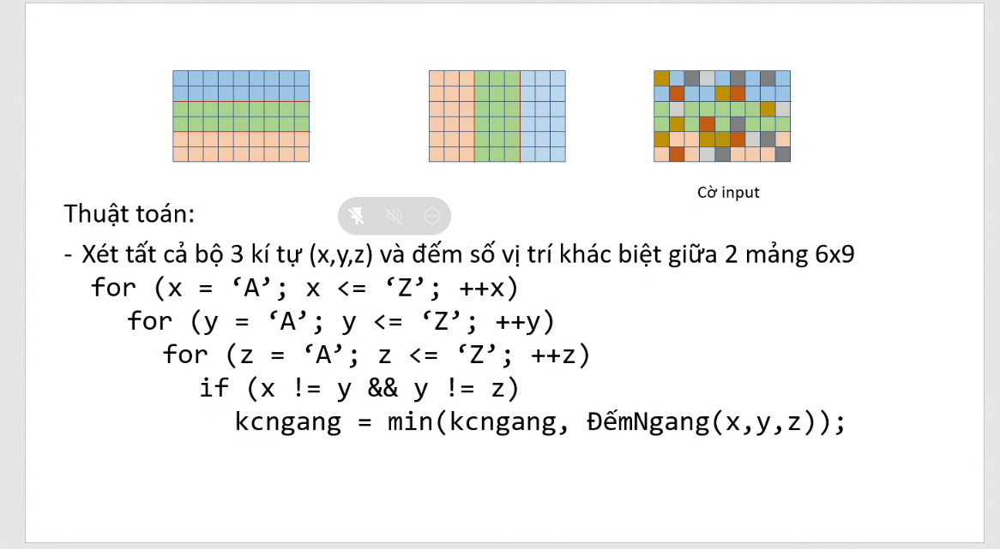 Cờ input
Thuật toán:
- Xét tất cả bộ 3 kí tự (x,y,z) và đếm số vị trí khác biệt giữa 2 mảng 6x9
for (x = ‘A’; x <= ‘Z’; ++x)
for (y = ‘A’; y <= ‘Z’; ++y)
for (z = ‘A’; z <= ‘Z’; ++z)
if (x != y && y != z)
kcngang = min(kcngang, ĐếmNgang(x,y,z));